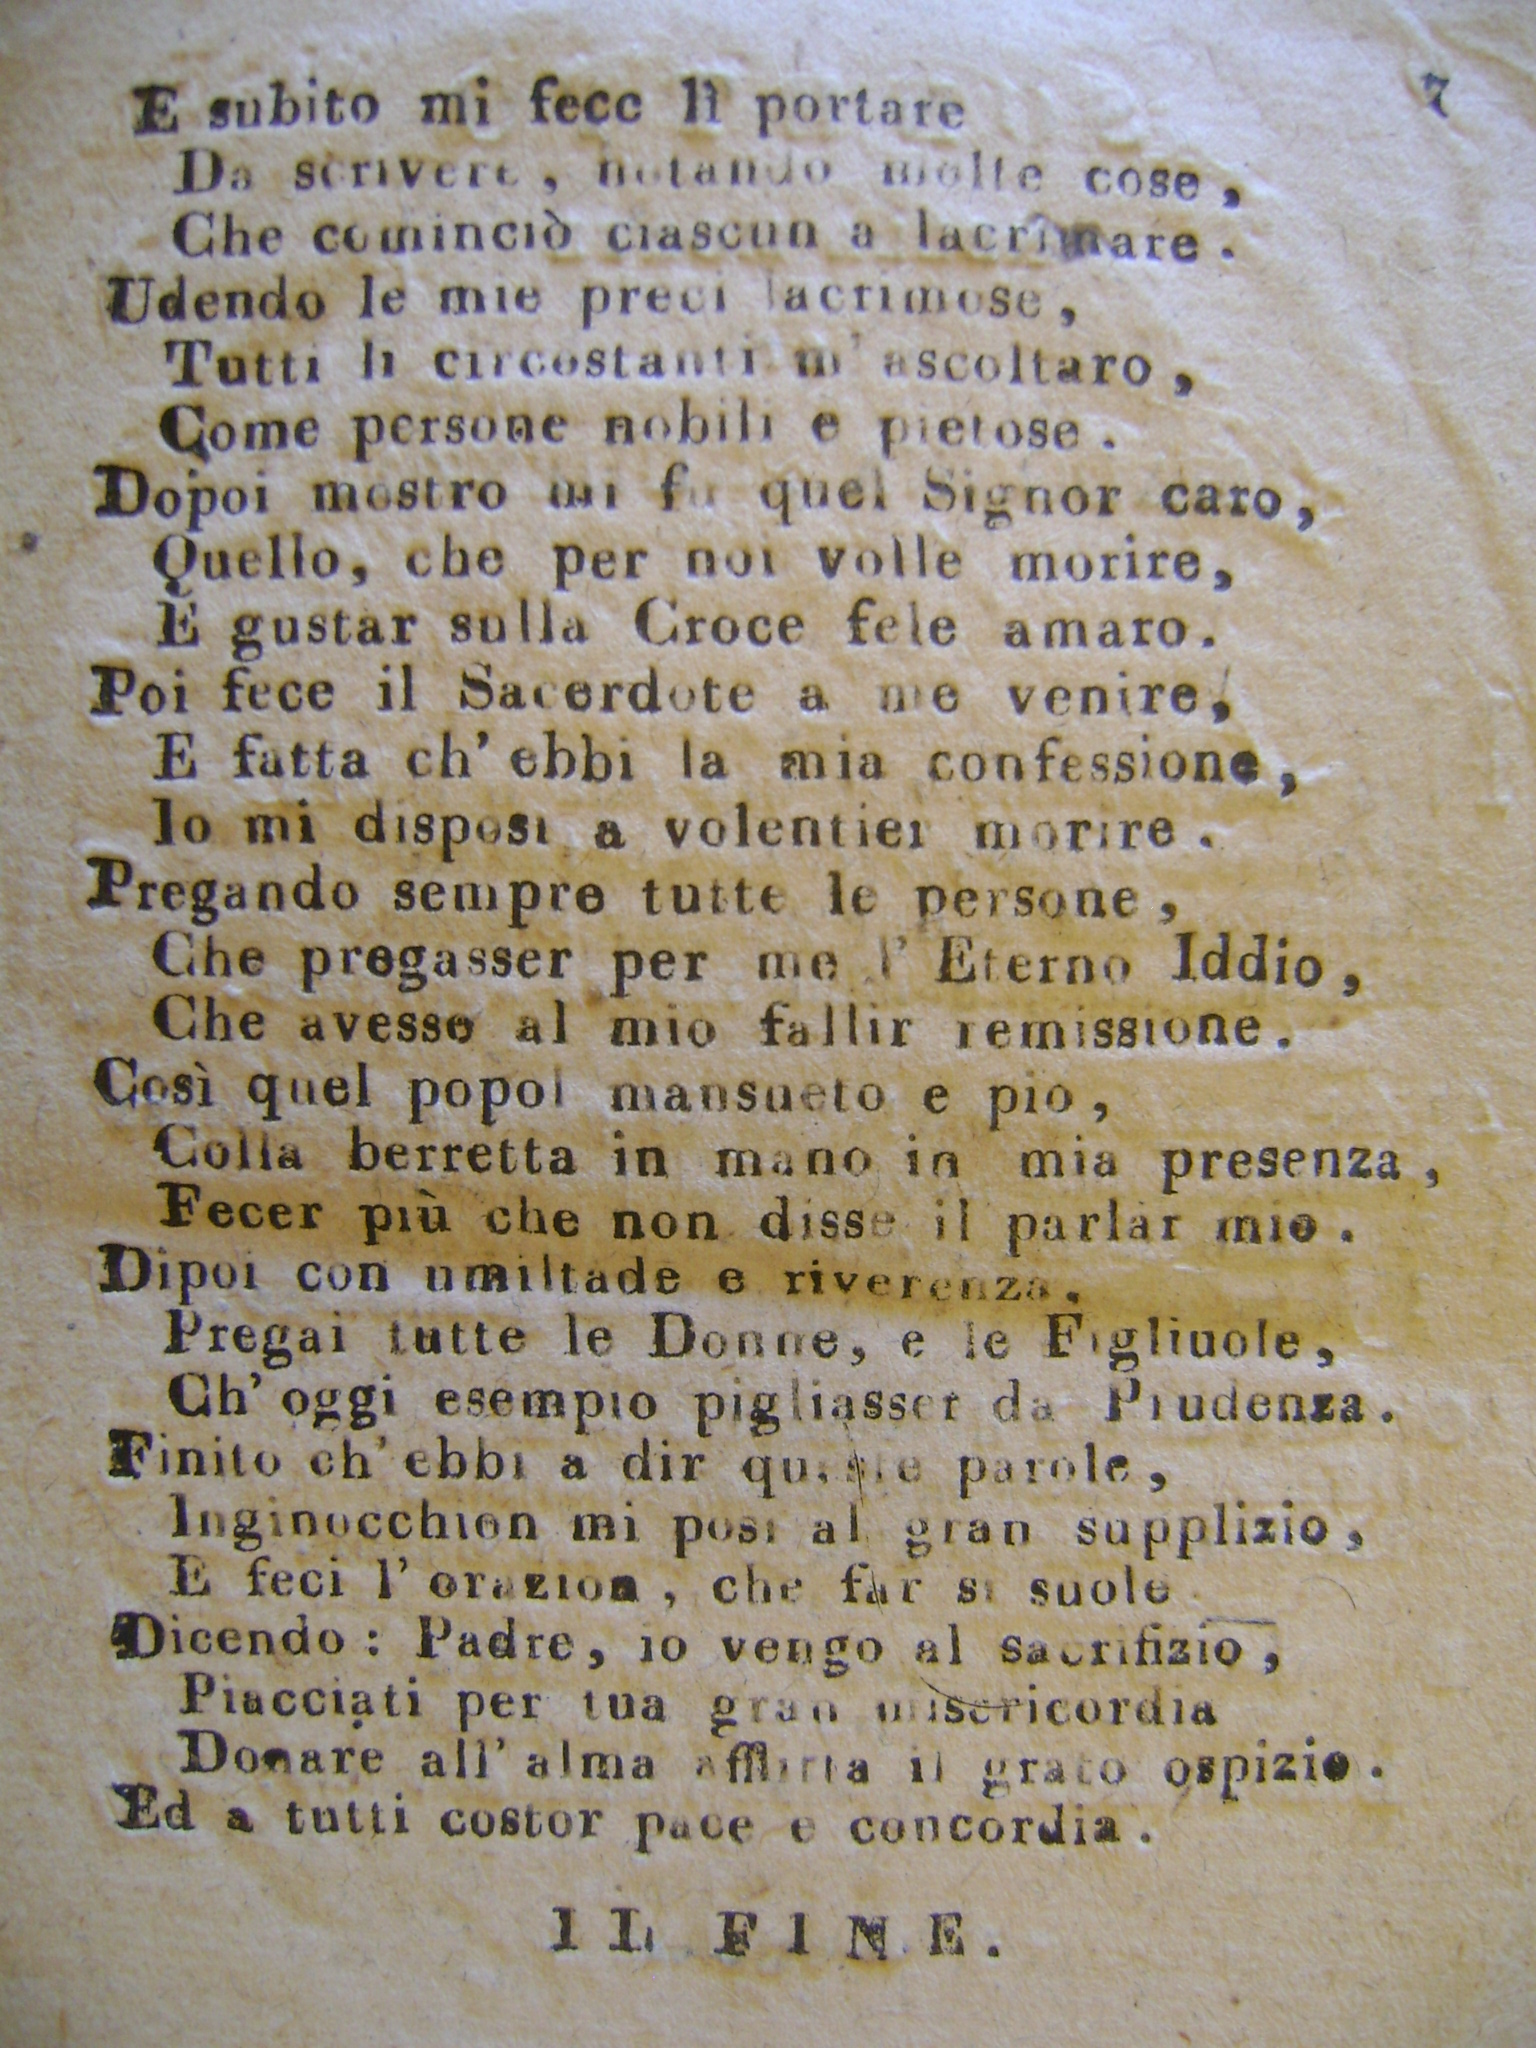 7
E subito mi fece lì portare
Da scrivere, notando molte cose,
Che cominciò ciascun a lacrimare.
Udendo le mie preci lacrimose,
Tutti li circostanti m' ascoltaro,
Come persone nobili e pietose.
Dopoi mostro mi fu quel Signor caro,
Quello, che per noi volle morire,
E gustar sulla Croce fele amaro.
Poi fece il Sacerdote a me venire,
E fatta ch' ebbi la mia confessione,
Io mi disposi a volentier morire.
Pregando sempre tutte le persone,
Che pregasser per me l' Eterno Iddio,
Che avesse al mio fallir remissione.
Così quel popol mansueto e pio,
Colla berretta in mano in mia presenza,
Fecer più che non disse il parlar mio.
Dipoi con umiltade e riverenza,
Pregai tutte le Donne, e le Figliuole,
Ch' oggi esempio pigliasser da Prudenza.
Finito ch' ebbi a dir queste parole,
Inginocchion mi posi al gran supplizio,
E feci l' orazion, che far si suole
Dicendo: Padre, io vengo al sacrifizio,
Piacciati per tua gran misericordia
Donare all' alma afflitta il grato ospizio.
Ed a tutti costor pace e concordia.
IL FINE.